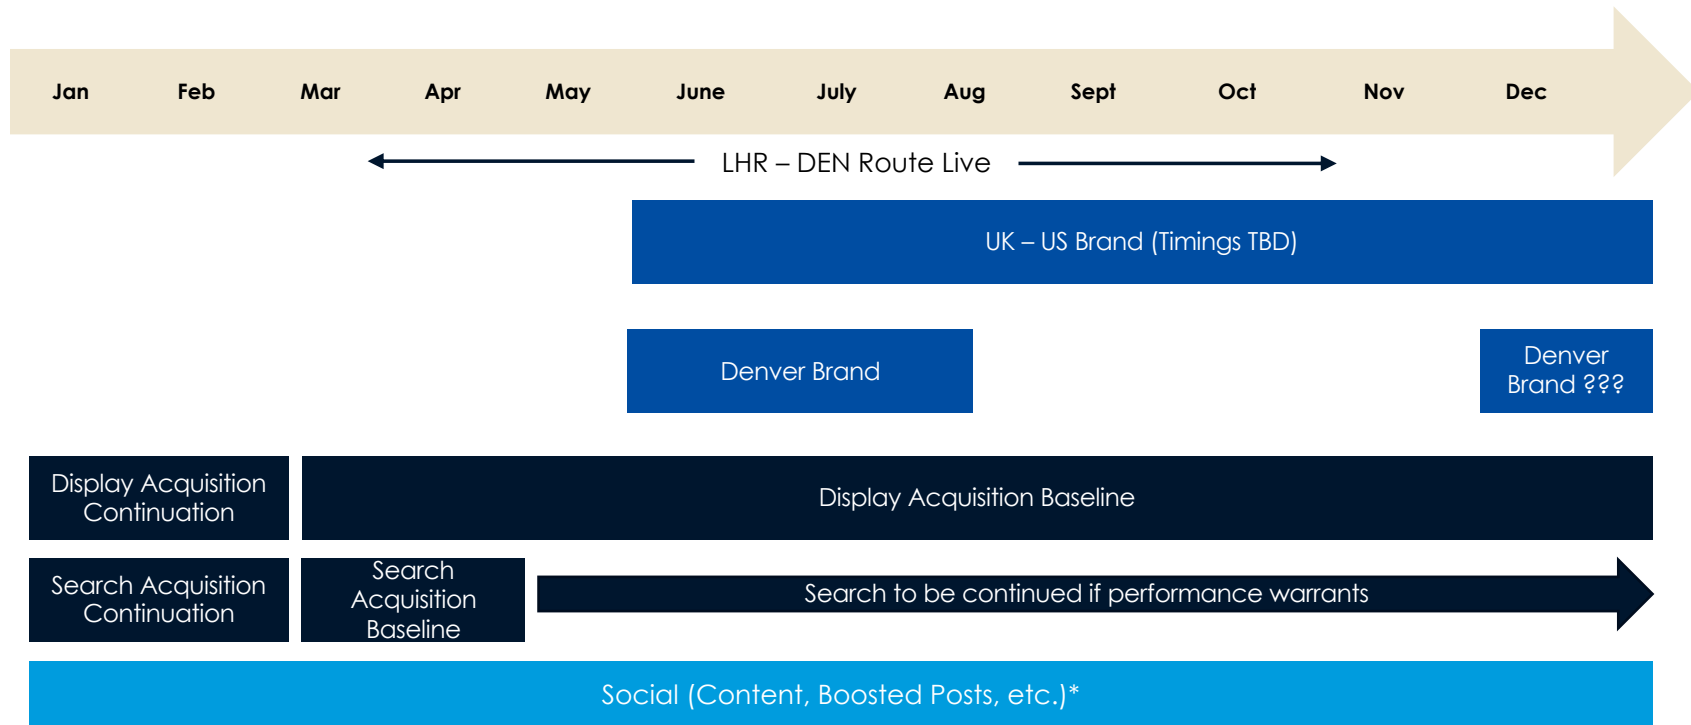 Jan Feb Mar Apr May June July Aug Sept Oct Nov Dec
LHR – DEN Route Live
UK – US Brand (Timings TBD)
Denver Brand
Denver
Brand ???
Display Acquisition
Continuation
Display Acquisition Baseline
Search Acquisition
Continuation
Search
Acquisition
Baseline
Search to be continued if performance warrants
Social (Content, Boosted Posts, etc.)*